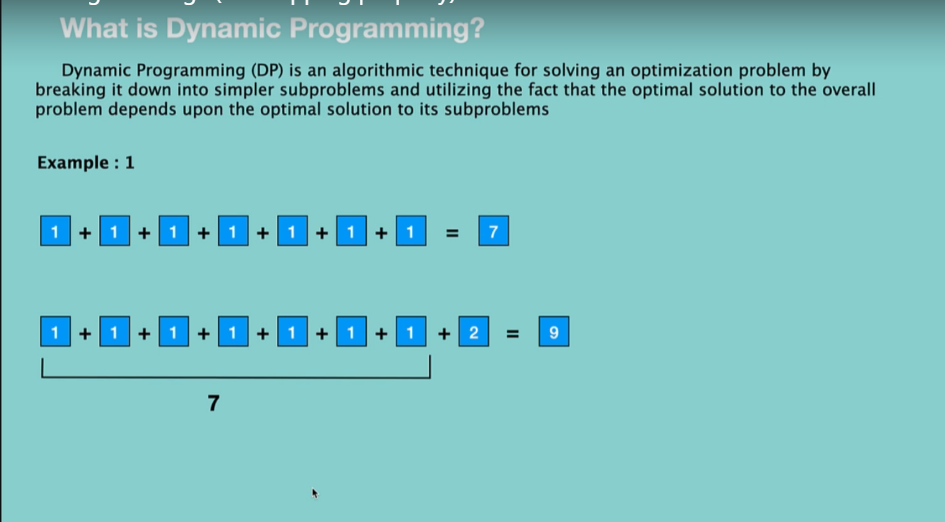 What is Dynamic Programming?
Dynamic Programming (DP) is an algorithmic technique for solving an optimization problem by
breaking it down into simpler subproblems and utilizing the fact that the optimal solution to the overall
problem depends upon the optimal solution to its subproblems
Example : 1
1 + 1 + 1 + 1 + 1 + 1 + 1 = 7
1 + 1 + 1 + 1 + 1 + 1 + 1 + 2 = 9
7